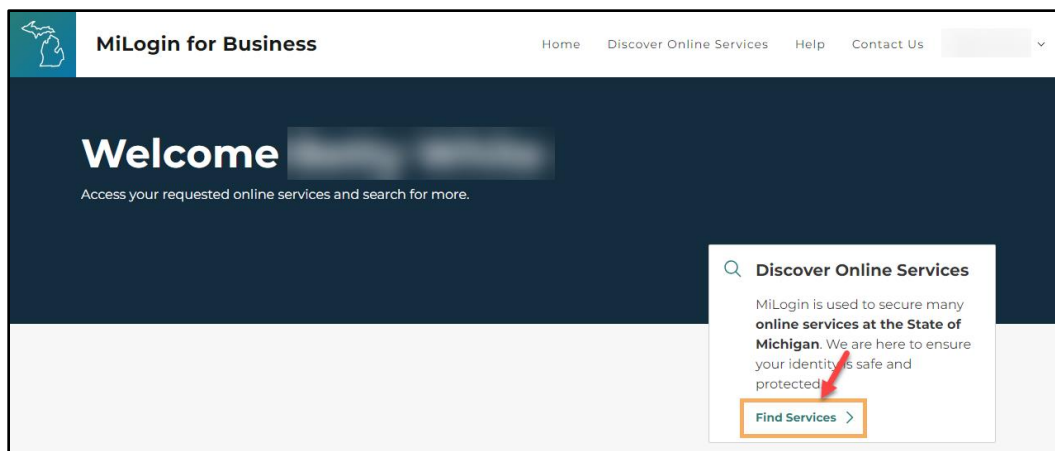 MiLogin for Business
Home Discover Online Services Help Contact Us
Welcome
Access your requested online services and search for more.
Discover Online Services
MiLogin is used to secure many
online services at the State of
Michigan. We are here to ensure
your identity is safe and
protected.
Find Services